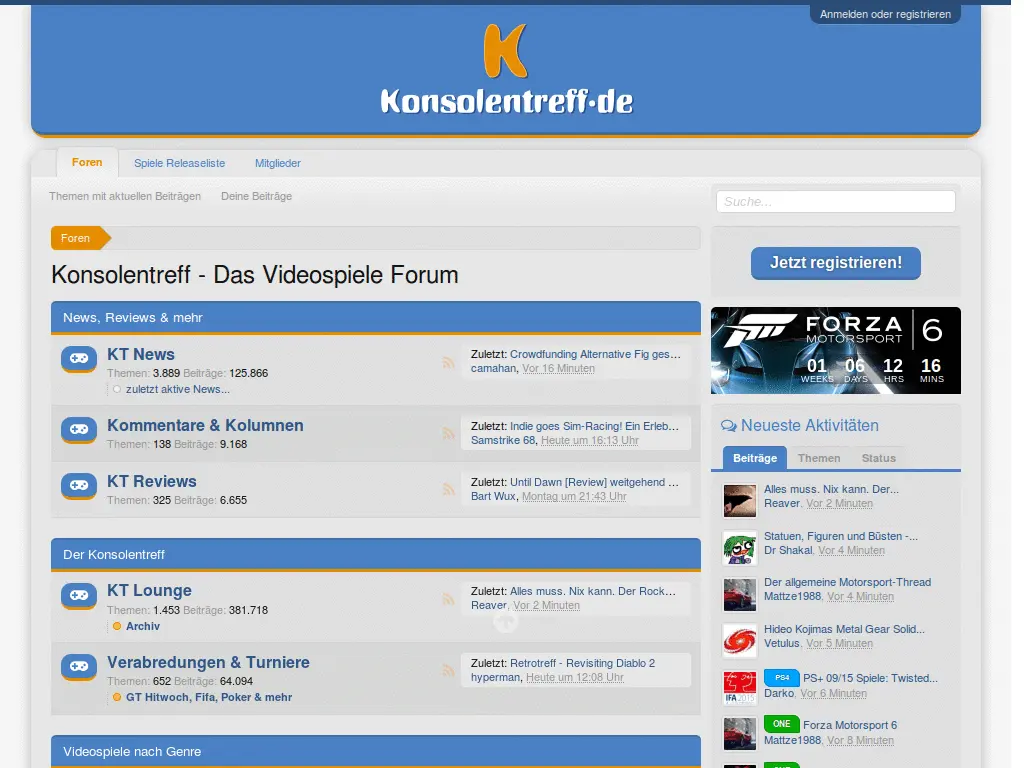 Anmelden oder registrieren
K
Konsolentreff.de
Foren
Spiele Releaseliste
Mitglieder
Themen mit aktuellen Beiträgen
Deine Beiträge
Suche...
Foren
Konsolentreff - Das Videospiele Forum
Jetzt registrieren!
News, Reviews & mehr
KT News
Themen: 3.889 Beiträge: 125.866
zuletzt aktive News...
Zuletzt: Crowdfunding Alternative Fig ges...
camahan, Vor 16 Minuten
Kommentare & Kolumnen
Themen: 138 Beiträge: 9.168
Zuletzt: Indie goes Sim-Racing! Ein Erleb...
Samstrike 68, Heute um 16:13 Uhr
KT Reviews
Themen: 325 Beiträge: 6.655
Zuletzt: Until Dawn [Review] weitgehend ...
Bart Wux, Montag um 21:43 Uhr
Der Konsolentreff
KT Lounge
Themen: 1.453 Beiträge: 381.718
Archiv
Zuletzt: Alles muss. Nix kann. Der Rock...
Reaver, Vor 2 Minuten
Verabredungen & Turniere
Themen: 652 Beiträge: 64.094
GT Hitwoch, Fifa, Poker & mehr
Zuletzt: Retrotreff - Revisiting Diablo 2
hyperman, Heute um 12:08 Uhr
Videospiele nach Genre
FORZA
MOTORSPORT
6
01 06 12 16
WEEKS DAYS HRS MINS
Neueste Aktivitäten
Beiträge
Themen
Status
Alles muss. Nix kann. Der...
Reaver, Vor 2 Minuten
Statuen, Figuren und Büsten -...
Dr Shakal, Vor 4 Minuten
Der allgemeine Motorsport-Thread
Mattze1988, Vor 4 Minuten
Hideo Kojimas Metal Gear Solid...
Vetulus, Vor 5 Minuten
IFA 2015
PS4 PS+ 09/15 Spiele: Twisted...
Darko, Vor 6 Minuten
ONE Forza Motorsport 6
Mattze1988, Vor 8 Minuten